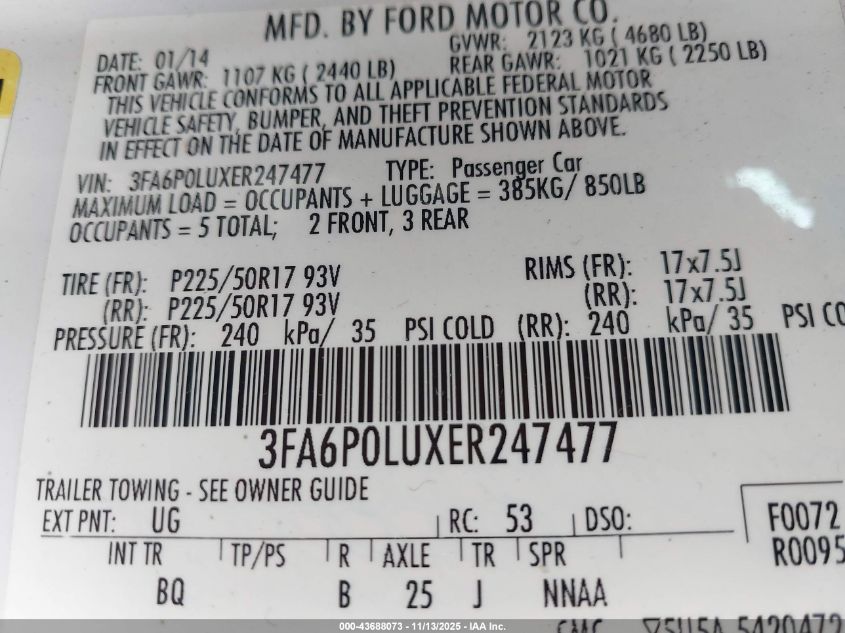 MFD. BY FORD MOTOR CO.
DATE: 01/14 GVWR: 2123 KG ( 4680 LB)
FRONT GAWR: 1107 KG ( 2440 LB) REAR GAWR: 1021 KG ( 2250 LB)
THIS VEHICLE CONFORMS TO ALL APPLICABLE FEDERAL MOTOR
VEHICLE SAFETY, BUMPER, AND THEFT PREVENTION STANDARDS
IN EFFECT ON THE DATE OF MANUFACTURE SHOWN ABOVE.
VIN: 3FA6P0LUXER247477 TYPE: Passenger Car
MAXIMUM LOAD = OCCUPANTS + LUGGAGE = 385KG/ 850LB
OCCUPANTS = 5 TOTAL; 2 FRONT, 3 REAR
TIRE (FR): P225/50R17 93V RIMS (FR): 17x7.5J
(RR): P225/50R17 93V (RR): 17x7.5J
PRESSURE (FR): 240 kPa/ 35 PSI COLD (RR): 240 kPa/ 35 PSI CO
3FA6P0LUXER247477
TRAILER TOWING - SEE OWNER GUIDE
EXT PNT: UG RC: 53 DSO: F0072
INT TR TP/PS R AXLE TR SPR R0095
BQ B 25 J NNAA
000-43688073 - 11/13/2025 - IAA Inc.